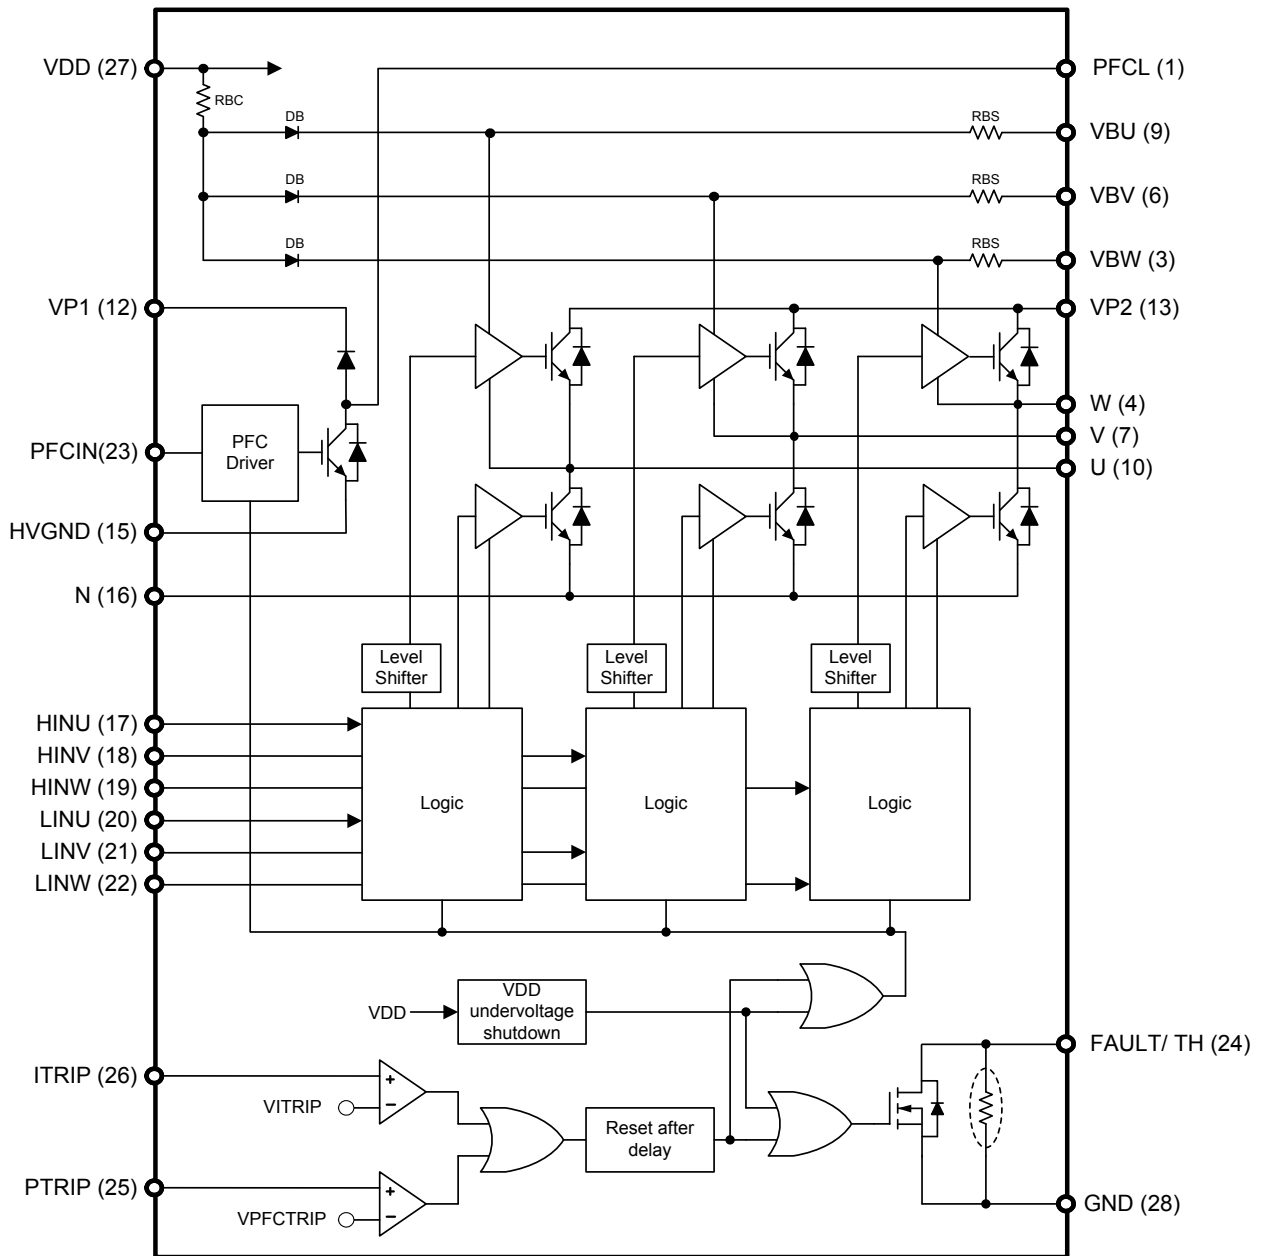 VDD (27)
PFCL (1)
RBC
DB
RBS
VBU (9)
DB
RBS
VBV (6)
DB
RBS
VBW (3)
VP1 (12)
VP2 (13)
W (4)
PFC
Driver
V (7)
PFCIN(23)
U (10)
HVGND (15)
N (16)
Level
Shifter
Level
Shifter
Level
Shifter
HINU (17)
HINV (18)
HINW (19)
Logic
Logic
Logic
LINU (20)
LINV (21)
LINW (22)
VDD
VDD
undervoltage
shutdown
FAULT/ TH (24)
ITRIP (26)
+
−
VITRIP
Reset after
delay
PTRIP (25)
+
−
VPFCTRIP
GND (28)